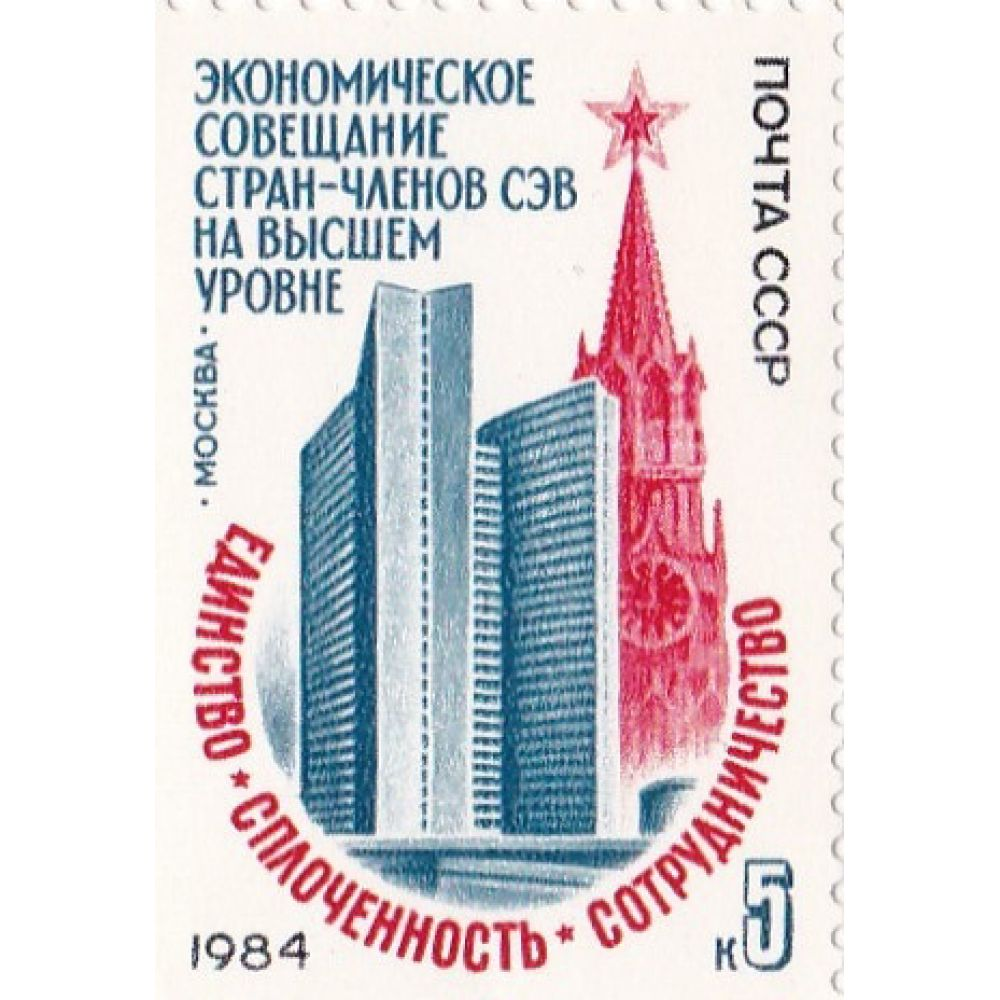 ЭКОНОМИЧЕСКОЕ
СОВЕЩАНИЕ
СТРАН-ЧЛЕНОВ СЭВ
НА ВЫСШЕМ
УРОВНЕ
· МОСКВА ·
ПОЧТА СССР
ЕДИНСТВО ★ СПЛОЧЕННОСТЬ ★ СОТРУДНИЧЕСТВО
1984
к 5